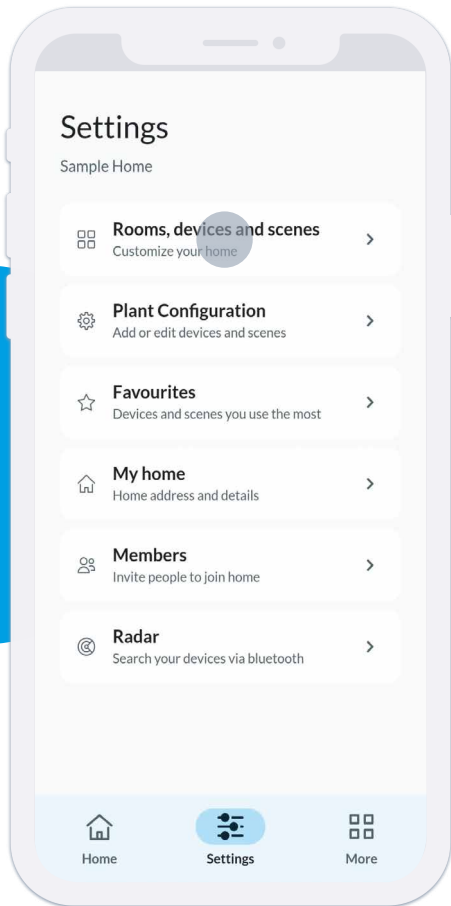 Settings
Sample Home
Rooms, devices and scenes
Customize your home
Plant Configuration
Add or edit devices and scenes
Favourites
Devices and scenes you use the most
My home
Home address and details
Members
Invite people to join home
Radar
Search your devices via bluetooth
Home
Settings
More